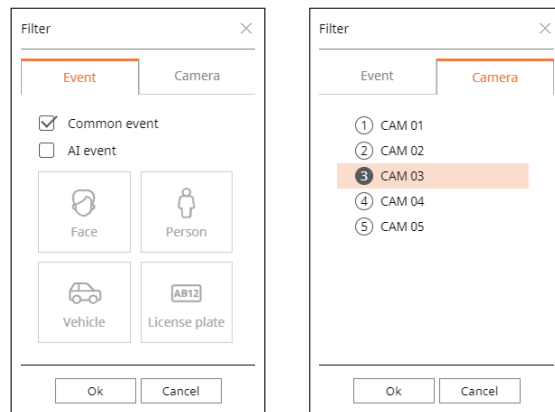 Filter
Event Camera
Common event
AI event
Face Person
AB12
Vehicle License plate
Ok Cancel
Filter
Event Camera
1 CAM 01
2 CAM 02
3 CAM 03
4 CAM 04
5 CAM 05
Ok Cancel